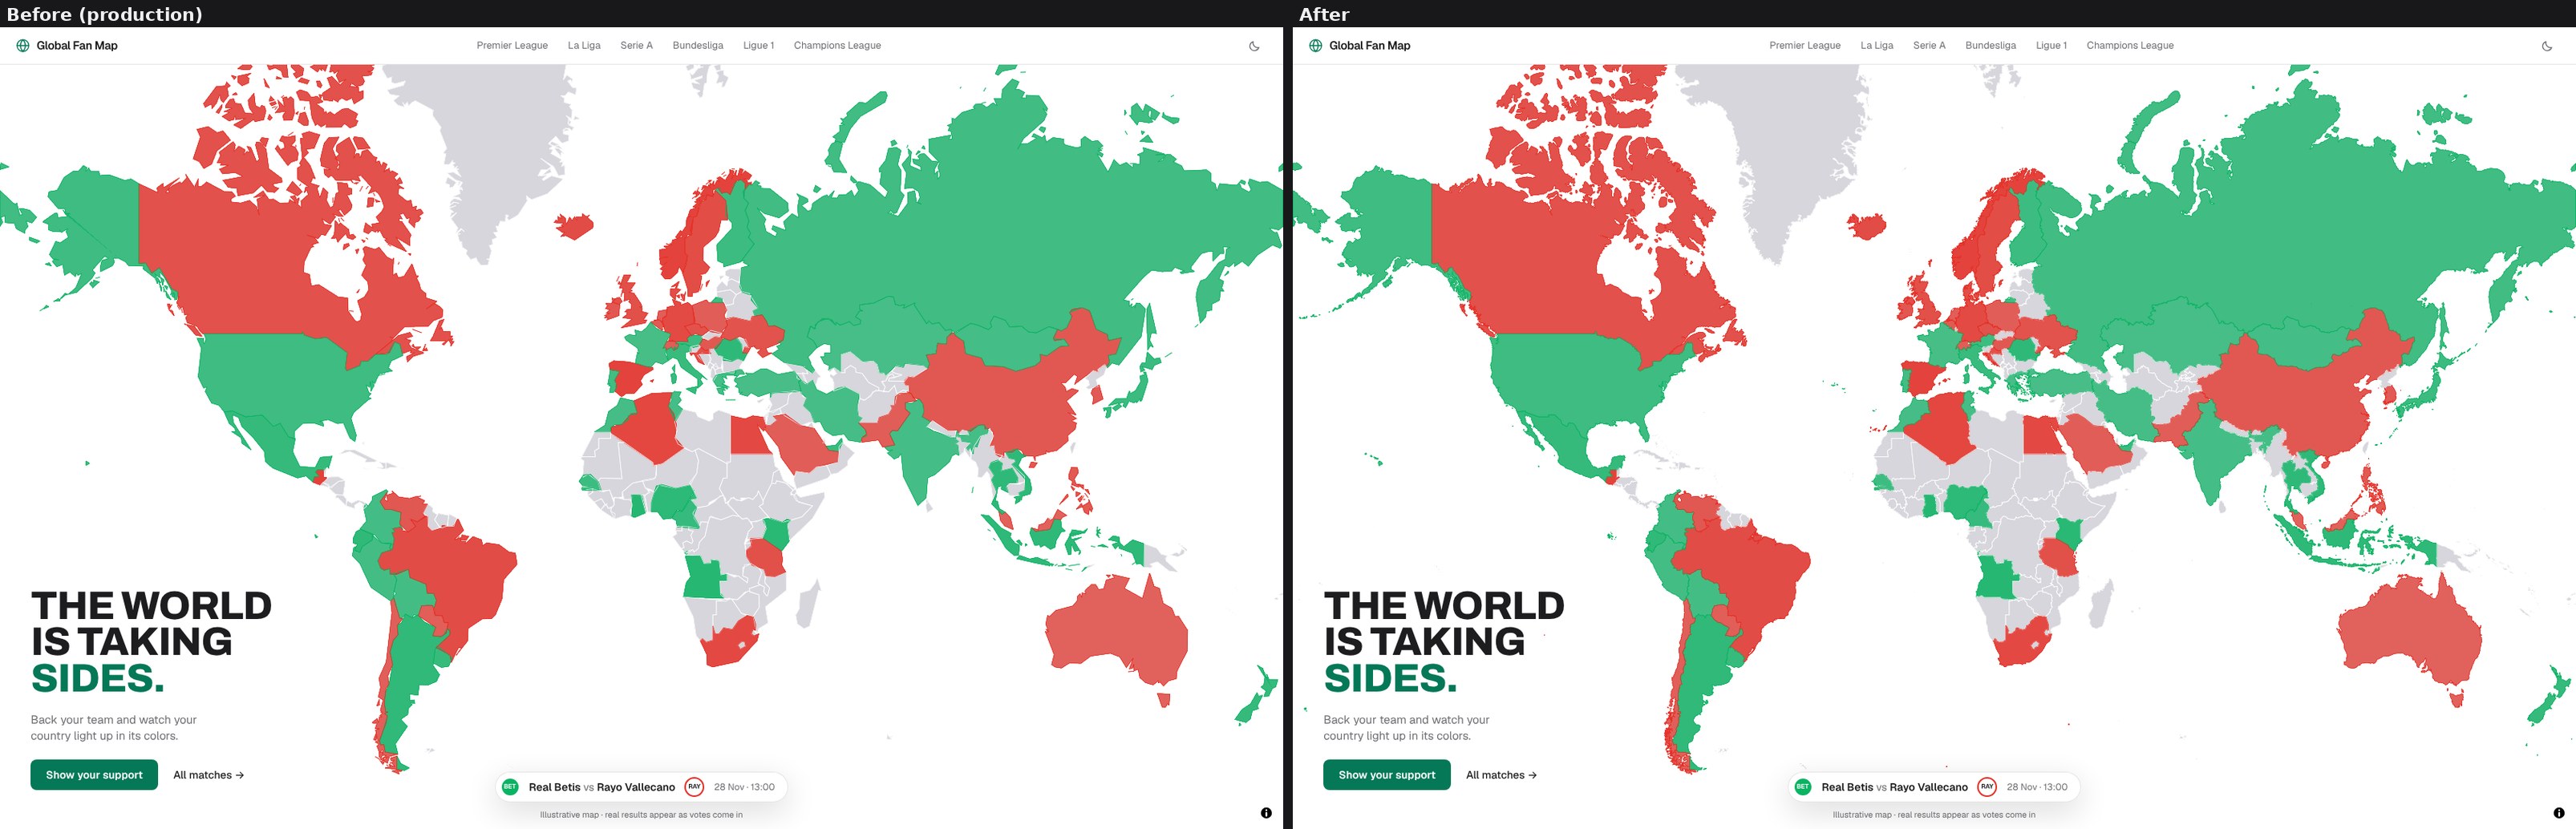 Before (production)
Global Fan Map
Premier League La Liga Serie A Bundesliga Ligue 1 Champions League
THE WORLD
IS TAKING
SIDES.
Back your team and watch your
country light up in its colors.
Show your support All matches →
BET Real Betis vs Rayo Vallecano RAY 28 Nov · 13:00
Illustrative map · real results appear as votes come in
After
Global Fan Map
Premier League La Liga Serie A Bundesliga Ligue 1 Champions League
THE WORLD
IS TAKING
SIDES.
Back your team and watch your
country light up in its colors.
Show your support All matches →
BET Real Betis vs Rayo Vallecano RAY 28 Nov · 13:00
Illustrative map · real results appear as votes come in